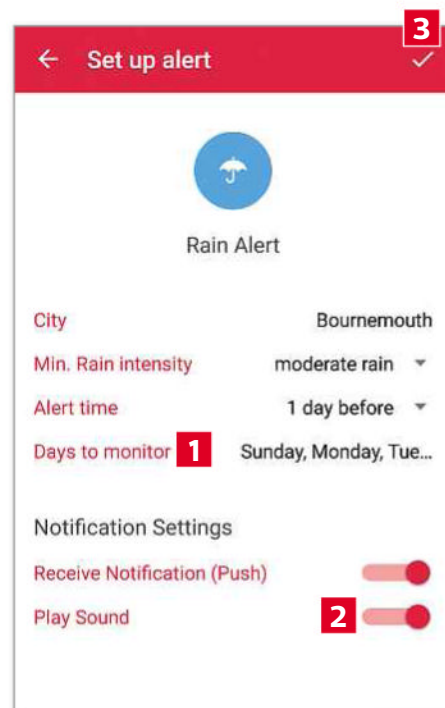 3
Set up alert
Rain Alert
City Bournemouth
Min. Rain intensity moderate rain
Alert time 1 day before
Days to monitor 1 Sunday, Monday, Tue...
Notification Settings
Receive Notification (Push)
Play Sound 2